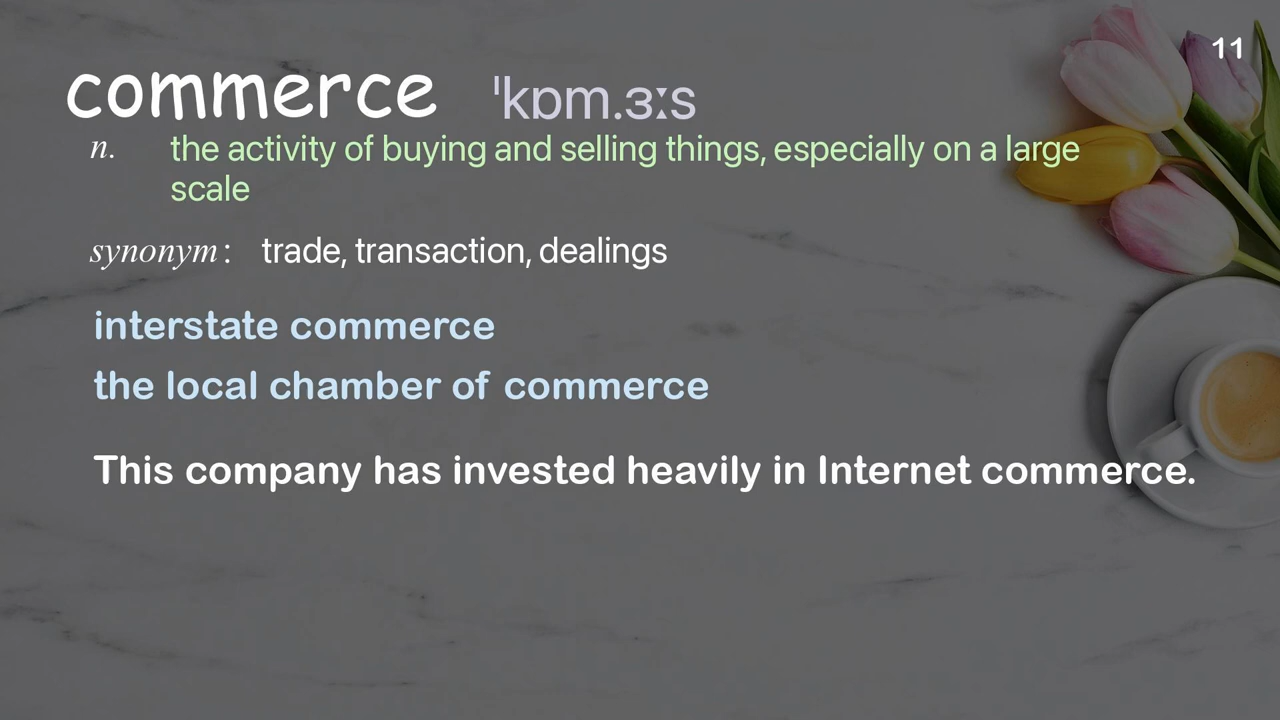 11
commerce ˈkɒm.ɜːs
n. the activity of buying and selling things, especially on a large
scale
synonym: trade, transaction, dealings
interstate commerce
the local chamber of commerce
This company has invested heavily in Internet commerce.